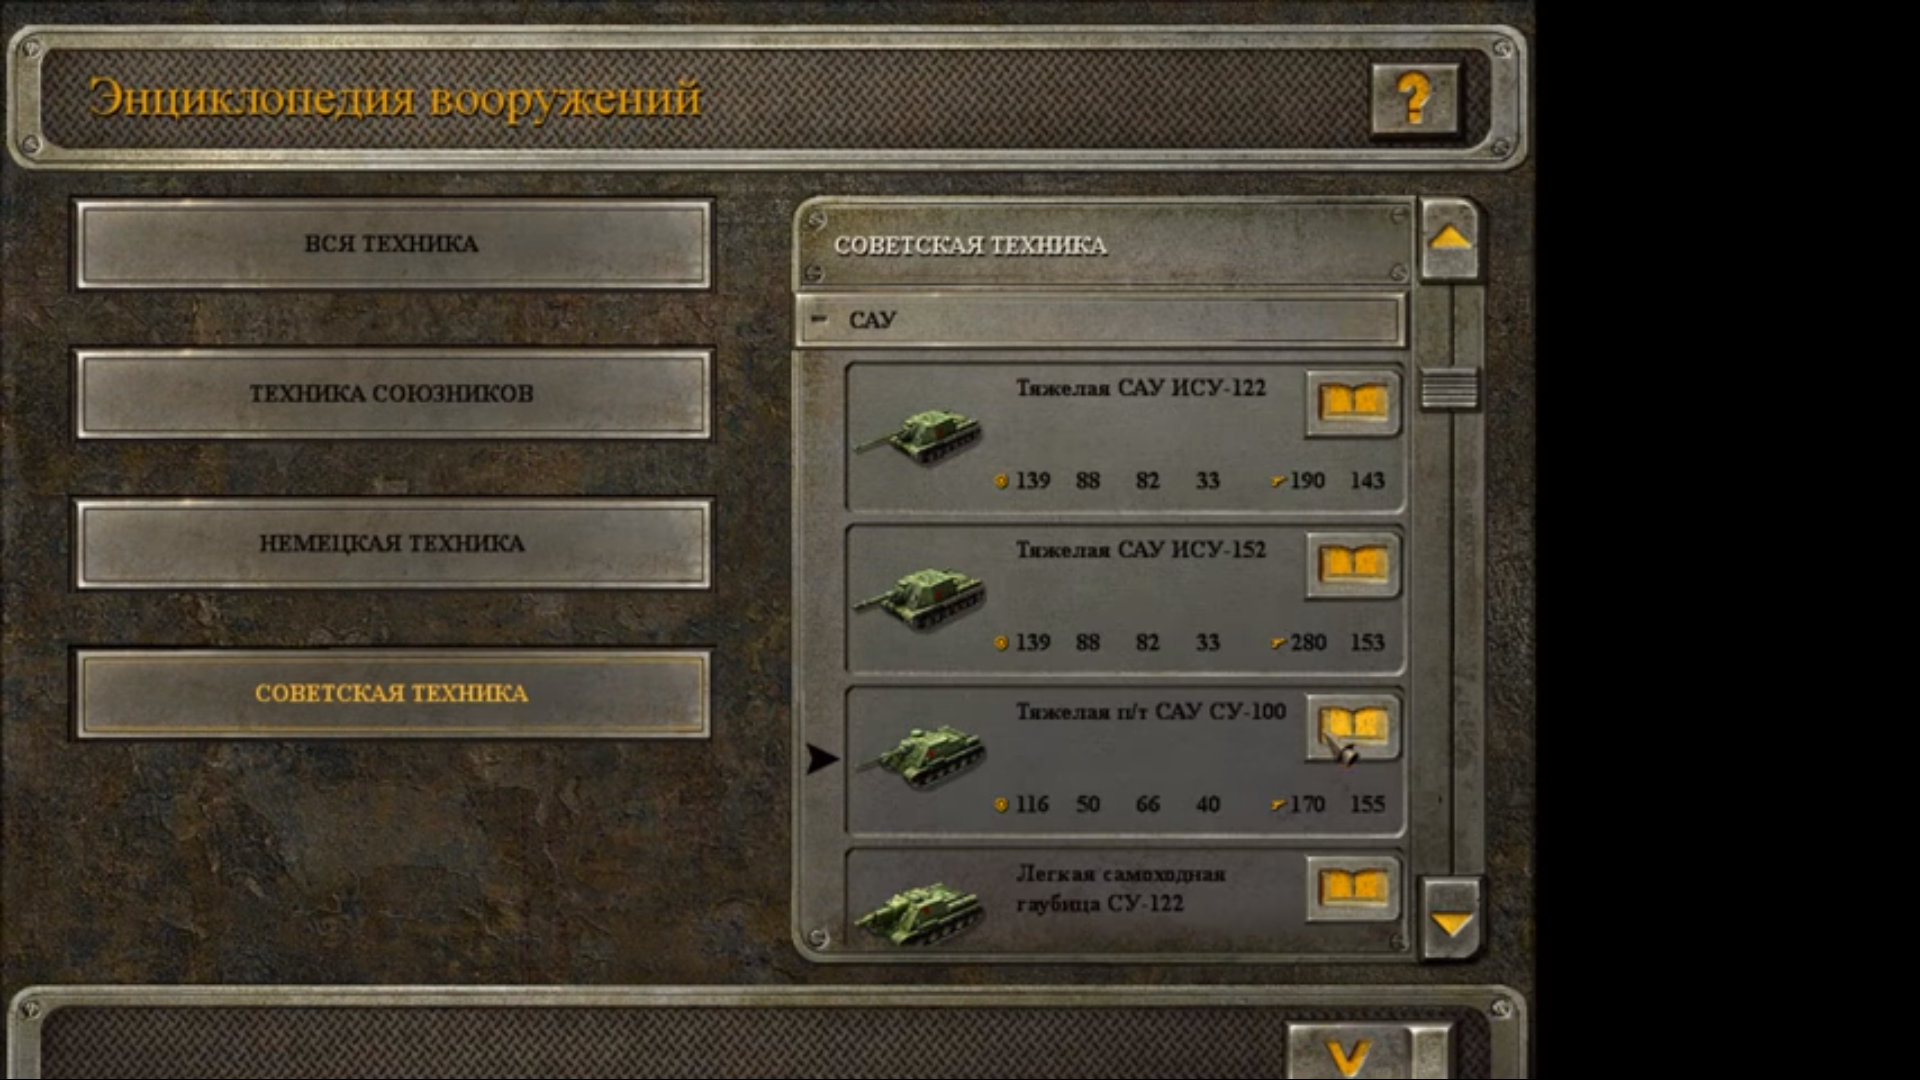 Энциклопедия вооружений
?
ВСЯ ТЕХНИКА
ТЕХНИКА СОЮЗНИКОВ
НЕМЕЦКАЯ ТЕХНИКА
СОВЕТСКАЯ ТЕХНИКА
СОВЕТСКАЯ ТЕХНИКА
- САУ
Тяжелая САУ ИСУ-122
139 88 82 33 190 143
Тяжелая САУ ИСУ-152
139 88 82 33 280 153
Тяжелая п/т САУ СУ-100
116 50 66 40 170 155
Легкая самоходная
гаубица СУ-122